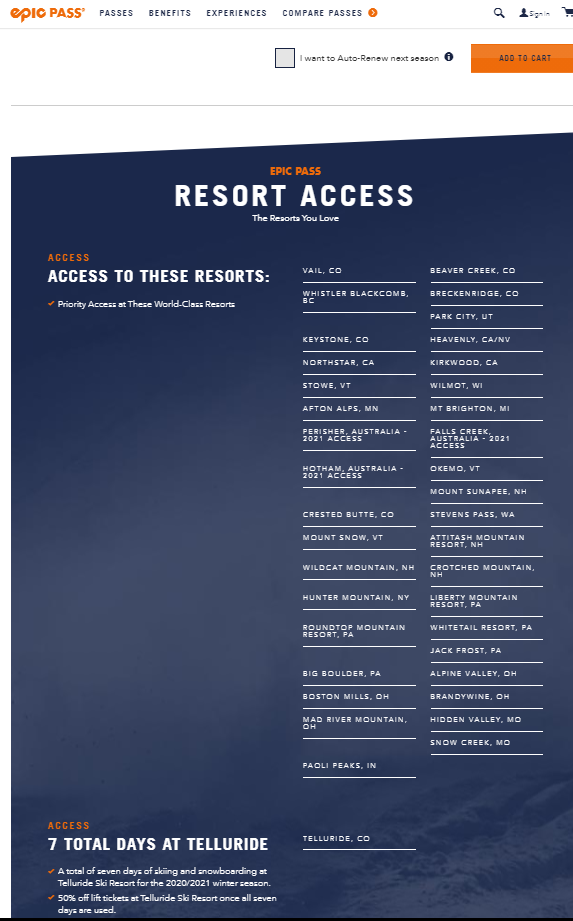 epic PASS®
PASSES
BENEFITS
EXPERIENCES
COMPARE PASSES
Sign In
I want to Auto-Renew next season
ADD TO CART
EPIC PASS
RESORT ACCESS
The Resorts You Love
ACCESS
ACCESS TO THESE RESORTS:
Priority Access at These World-Class Resorts
VAIL, CO
BEAVER CREEK, CO
WHISTLER BLACKCOMB,
BC
BRECKENRIDGE, CO
PARK CITY, UT
KEYSTONE, CO
HEAVENLY, CA/NV
NORTHSTAR, CA
KIRKWOOD, CA
STOWE, VT
WILMOT, WI
AFTON ALPS, MN
MT BRIGHTON, MI
PERISHER, AUSTRALIA -
2021 ACCESS
FALLS CREEK,
AUSTRALIA - 2021
ACCESS
HOTHAM, AUSTRALIA -
2021 ACCESS
OKEMO, VT
MOUNT SUNAPEE, NH
CRESTED BUTTE, CO
STEVENS PASS, WA
MOUNT SNOW, VT
ATTITASH MOUNTAIN
RESORT, NH
WILDCAT MOUNTAIN, NH
CROTCHED MOUNTAIN,
NH
HUNTER MOUNTAIN, NY
LIBERTY MOUNTAIN
RESORT, PA
ROUNDTOP MOUNTAIN
RESORT, PA
WHITETAIL RESORT, PA
JACK FROST, PA
BIG BOULDER, PA
ALPINE VALLEY, OH
BOSTON MILLS, OH
BRANDYWINE, OH
MAD RIVER MOUNTAIN,
OH
HIDDEN VALLEY, MO
SNOW CREEK, MO
PAOLI PEAKS, IN
ACCESS
7 TOTAL DAYS AT TELLURIDE
A total of seven days of skiing and snowboarding at
Telluride Ski Resort for the 2020/2021 winter season.
50% off lift tickets at Telluride Ski Resort once all seven
days are used.
TELLURIDE, CO